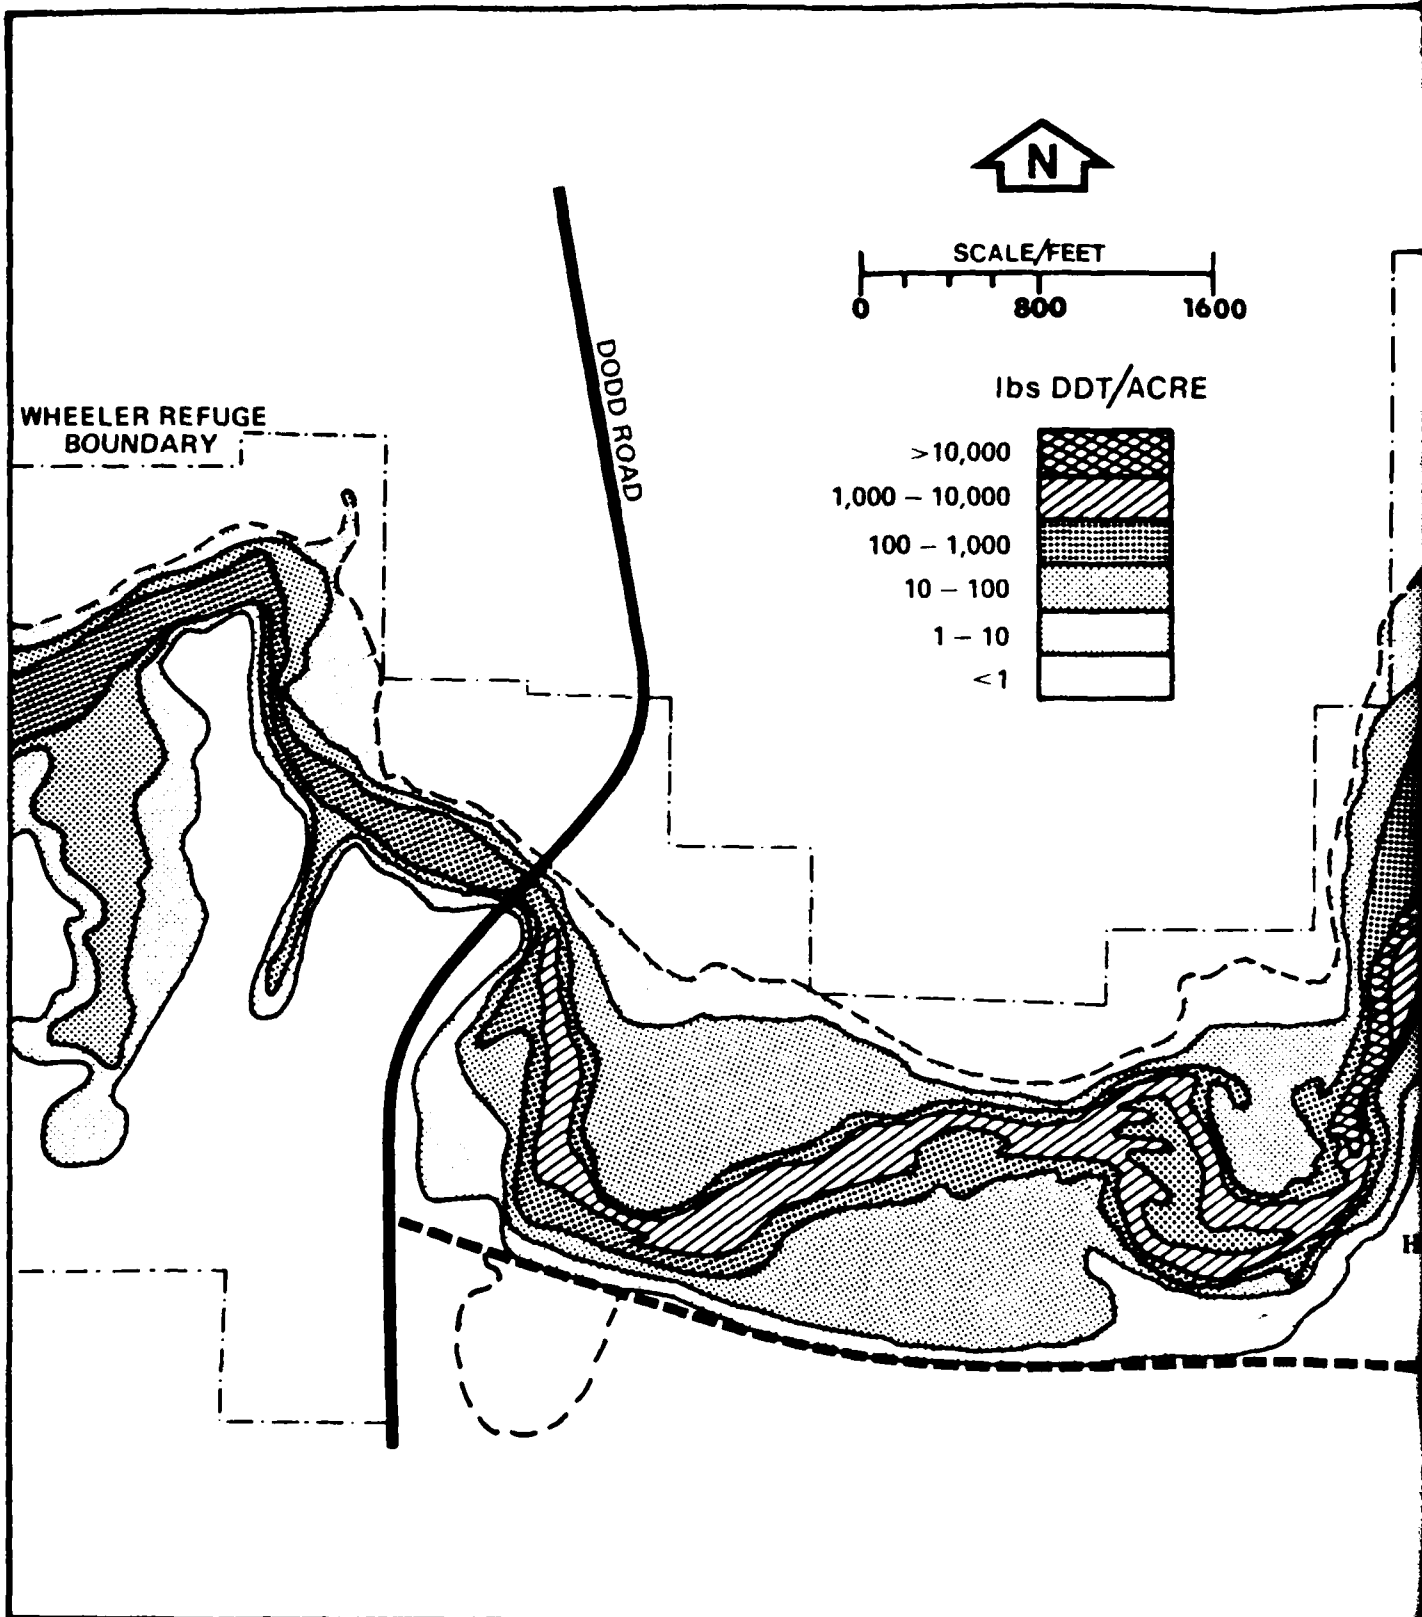 N
SCALE/FEET
0 800 1600
lbs DDT/ACRE
>10,000
1,000 – 10,000
100 – 1,000
10 – 100
1 – 10
<1
DODD ROAD
WHEELER REFUGE
BOUNDARY
H